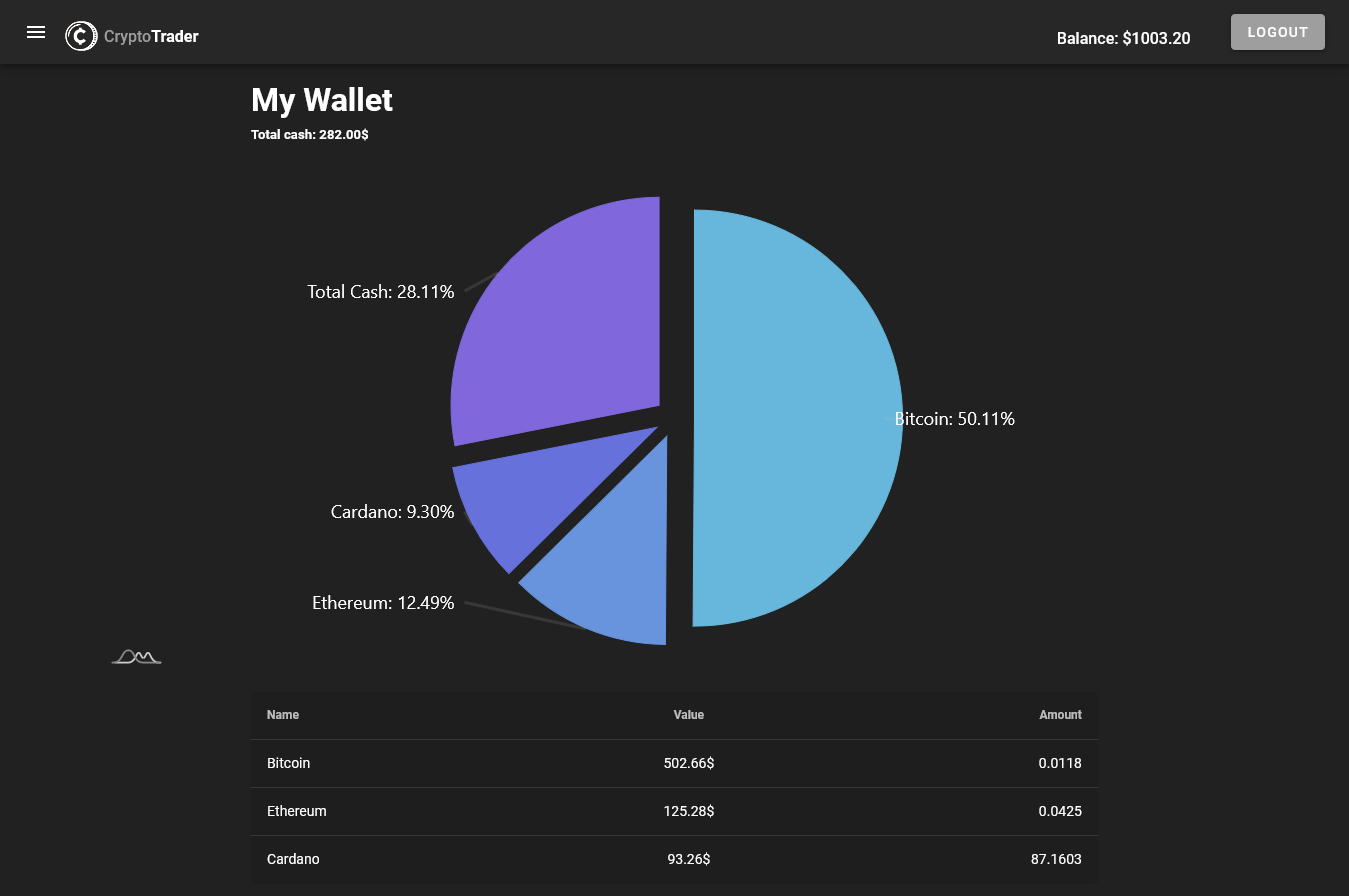 CryptoTrader
Balance: $1003.20
LOGOUT
My Wallet
Total cash: 282.00$
Total Cash: 28.11%
Bitcoin: 50.11%
Cardano: 9.30%
Ethereum: 12.49%
Name Value Amount
Bitcoin 502.66$ 0.0118
Ethereum 125.28$ 0.0425
Cardano 93.26$ 87.1603